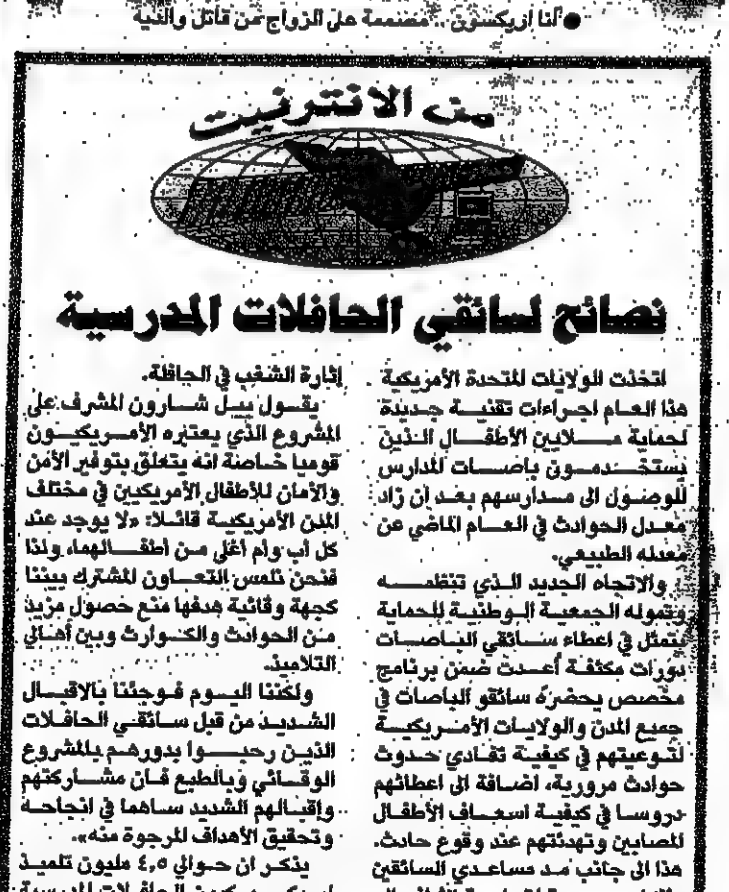 ● أنا اريكسون .. مصممة على الزواج من قاتل والديه
من الانترنيت
نصائح لسائقي الحافلات المدرسية
اتخذت الولايات المتحدة الأمريكية
هذا العام اجراءات تقنية جديدة
لحماية ملايين الأطفال الذين
يستخدمون باصات المدارس
للوصول الى مدارسهم بعد ان زاد
معدل الحوادث في العام الماضي عن
معدله الطبيعي.
والاتجاه الجديد الذي تنظمه
وتموله الجمعية الوطنية للحماية
يتمثل في اعطاء سائقي الباصات
دورات مكثفة أعدت ضمن برنامج
مخصص يحضره سائقو الباصات في
جميع المدن والولايات الأمريكية
لتوعيتهم في كيفية تفادي حدوث
حوادث مرورية، اضافة الى اعطائهم
دروسا في كيفية اسعاف الأطفال
المصابين وتهدئتهم عند وقوع حادث.
هذا الى جانب مد مساعدي السائقين
إثارة الشغب في الحافلة.
يقول بيل شارون المشرف على
المشروع الذي يعتبره الأمريكيون
قوميا خاصة انه يتعلق بتوفير الأمن
والأمان للأطفال الأمريكيين في مختلف
المدن الأمريكية قائلا: «لا يوجد عند
كل أب وأم أغلى من أطفالهما، ولذا
فنحن نلمس التعاون المشترك بيننا
كجهة وقائية هدفها منع حصول مزيد
من الحوادث والكوارث وبين أهالي
التلاميذ.
ولكننا اليوم فوجئنا بالاقبال
الشديد من قبل سائقي الحافلات
الذين رحبوا بدورهم بالمشروع
الوقائي وبالطبع فان مشاركتهم
وإقبالهم الشديد ساهما في انجاحه
وتحقيق الأهداف المرجوة منه».
يذكر ان حوالي ٤,٥ مليون تلميذ